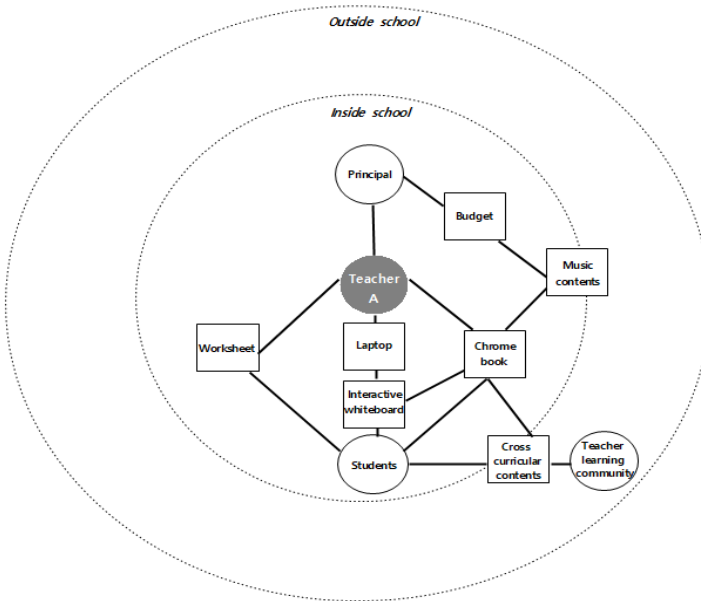 Outside school
Inside school
Principal
Budget
Music
contents
Teacher
A
Worksheet
Laptop
Chrome
book
Interactive
whiteboard
Students
Cross
curricular
contents
Teacher
learning
community